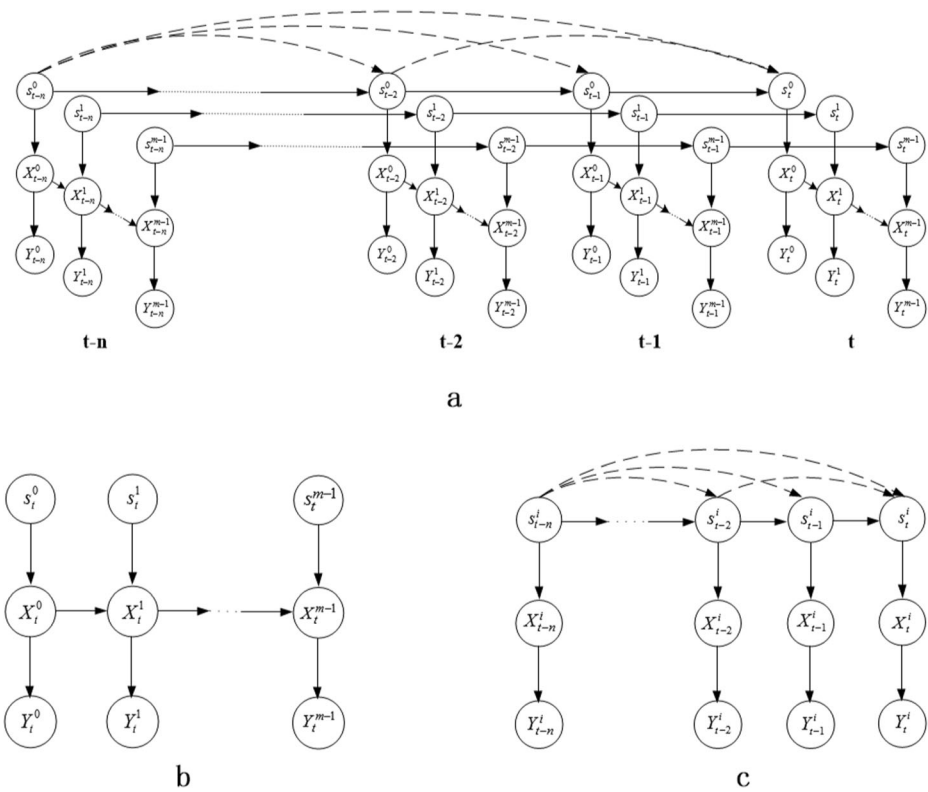 s⁰ₜ₋ₙ s⁰ₜ₋₂ s⁰ₜ₋₁ s⁰ₜ
s¹ₜ₋ₙ s¹ₜ₋₂ s¹ₜ₋₁ s¹ₜ
sᵐ⁻¹ₜ₋ₙ sᵐ⁻¹ₜ₋₂ sᵐ⁻¹ₜ₋₁ sᵐ⁻¹ₜ
X⁰ₜ₋ₙ X⁰ₜ₋₂ X⁰ₜ₋₁ X⁰ₜ
X¹ₜ₋ₙ X¹ₜ₋₂ X¹ₜ₋₁ X¹ₜ
Xᵐ⁻¹ₜ₋ₙ Xᵐ⁻¹ₜ₋₂ Xᵐ⁻¹ₜ₋₁ Xᵐ⁻¹ₜ
Y⁰ₜ₋ₙ Y⁰ₜ₋₂ Y⁰ₜ₋₁ Y⁰ₜ
Y¹ₜ₋ₙ Y¹ₜ₋₂ Y¹ₜ₋₁ Y¹ₜ
Yᵐ⁻¹ₜ₋ₙ Yᵐ⁻¹ₜ₋₂ Yᵐ⁻¹ₜ₋₁ Yᵐ⁻¹ₜ
t-n t-2 t-1 t
a
s⁰ₜ s¹ₜ sᵐ⁻¹ₜ
X⁰ₜ X¹ₜ Xᵐ⁻¹ₜ
Y⁰ₜ Y¹ₜ Yᵐ⁻¹ₜ
b
sⁱₜ₋ₙ sⁱₜ₋₂ sⁱₜ₋₁ sⁱₜ
Xⁱₜ₋ₙ Xⁱₜ₋₂ Xⁱₜ₋₁ Xⁱₜ
Yⁱₜ₋ₙ Yⁱₜ₋₂ Yⁱₜ₋₁ Yⁱₜ
c